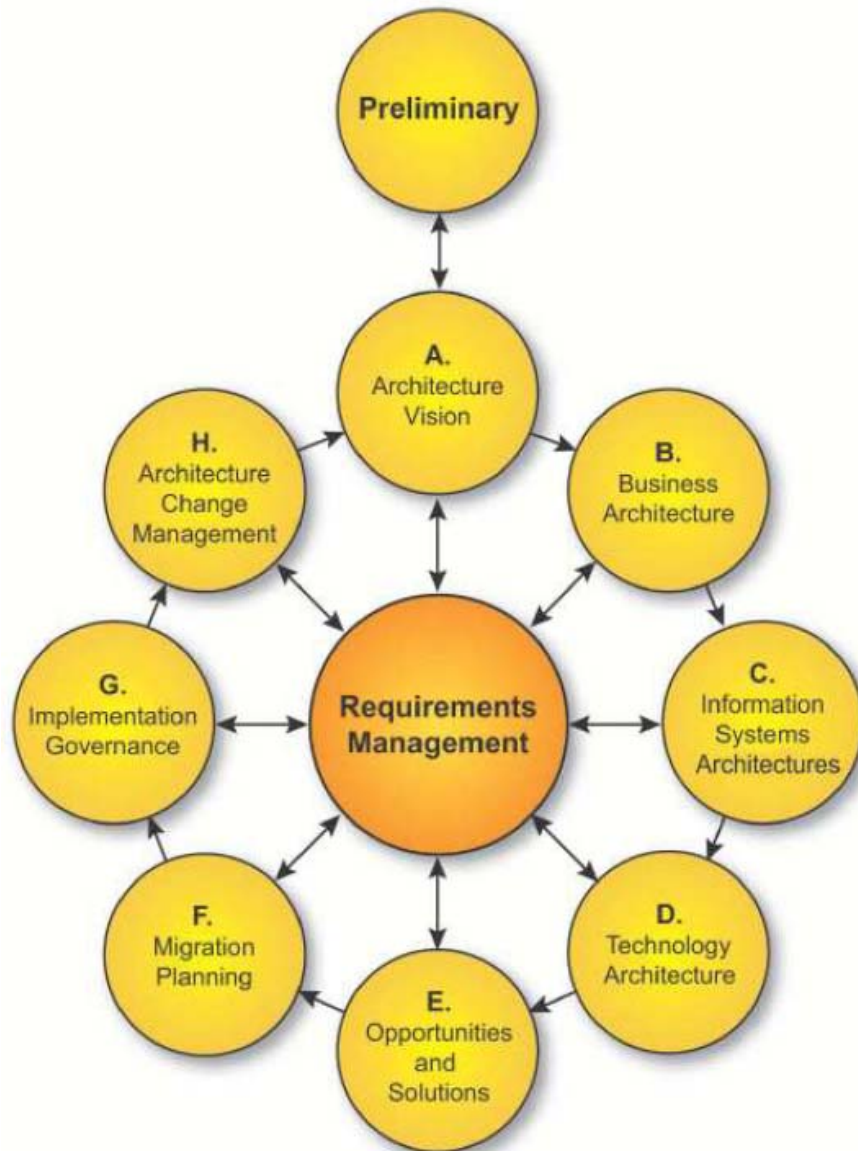 Preliminary
A.
Architecture
Vision
B.
Business
Architecture
C.
Information
Systems
Architectures
D.
Technology
Architecture
E.
Opportunities
and
Solutions
F.
Migration
Planning
G.
Implementation
Governance
H.
Architecture
Change
Management
Requirements
Management